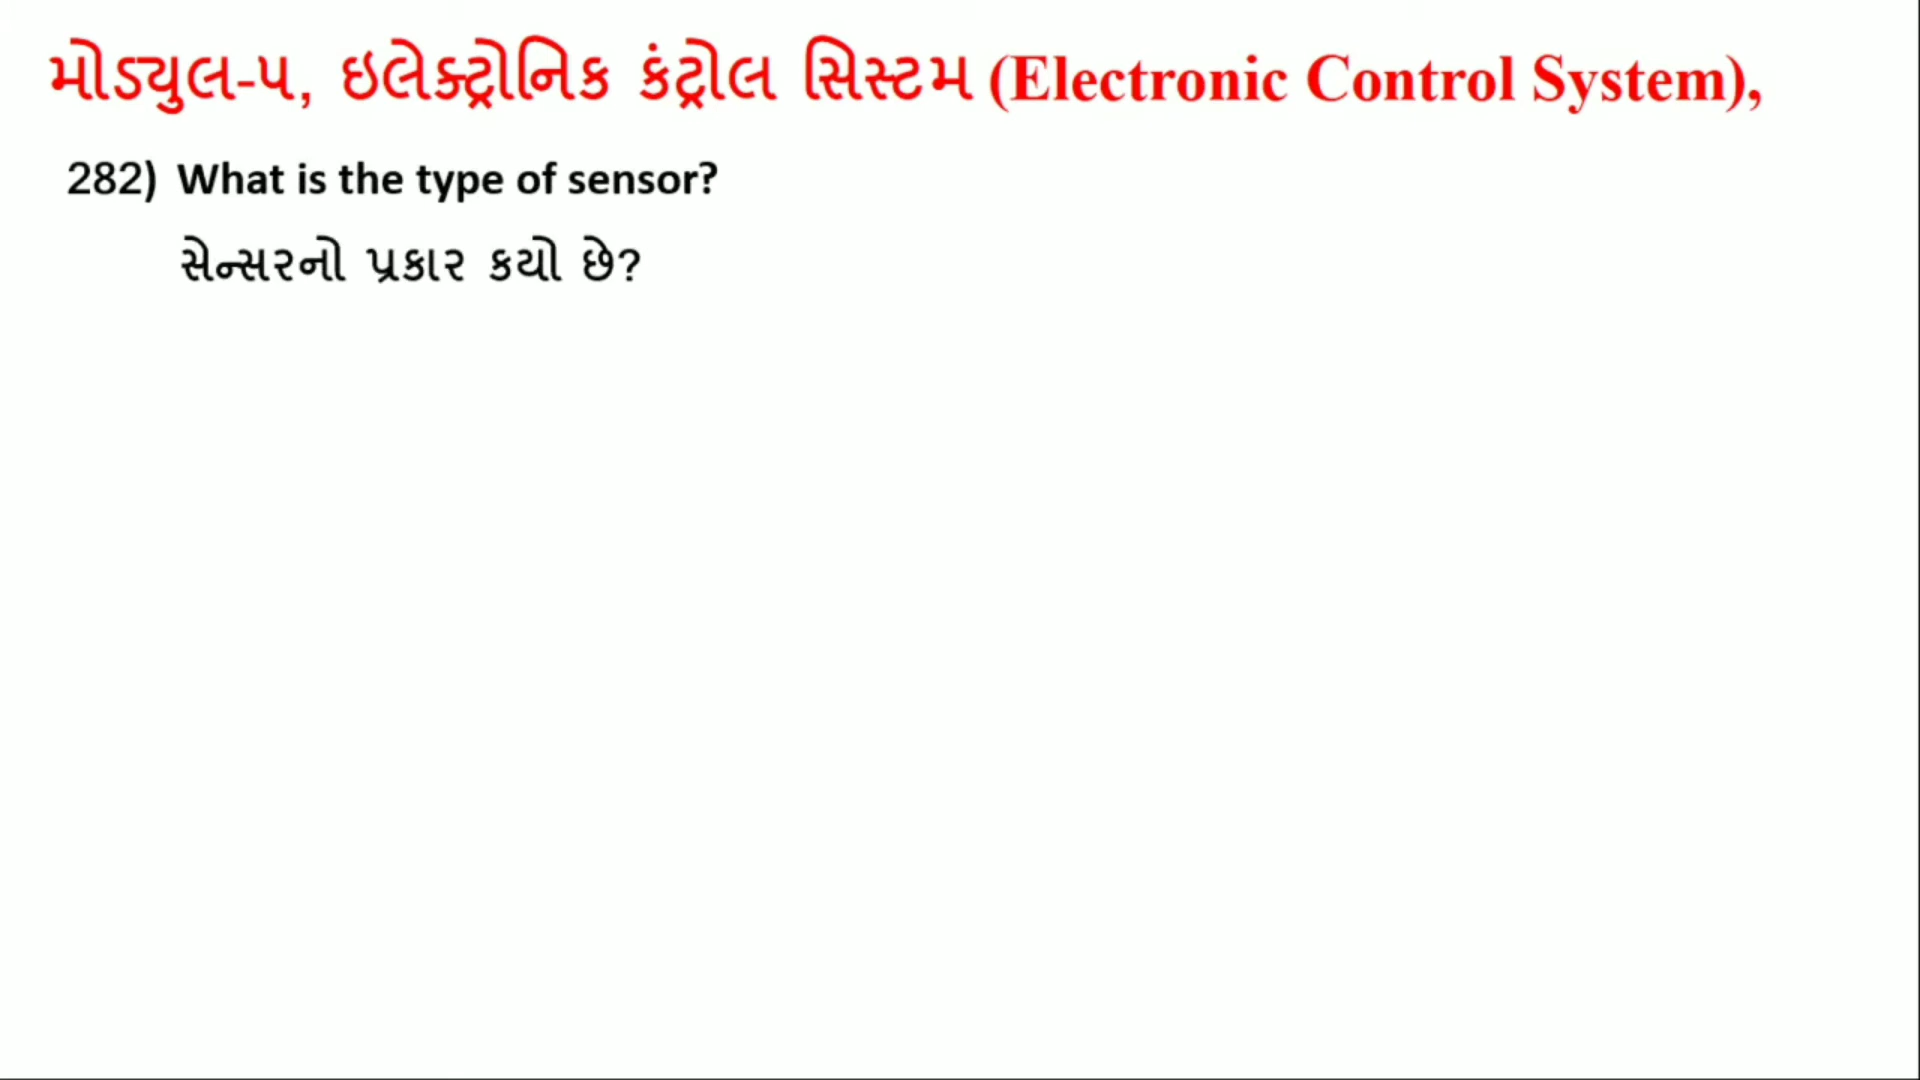 મોડ્યુલ-૫, ઇલેક્ટ્રોનિક કંટ્રોલ સિસ્ટમ (Electronic Control System),
282) What is the type of sensor?
સેન્સરનો પ્રકાર કયો છે?